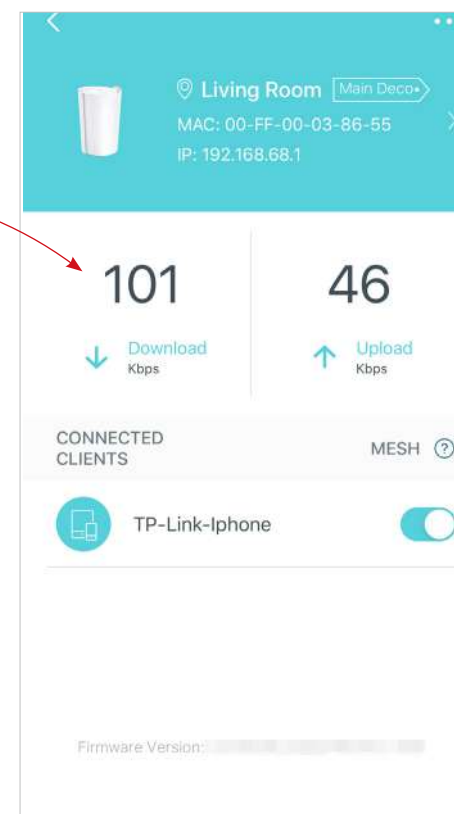 Living Room Main Deco
MAC: 00-FF-00-03-86-55
IP: 192.168.68.1
101 46
Download Upload
Kbps Kbps
CONNECTED
CLIENTS
MESH ?
TP-Link-Iphone
Firmware Version: